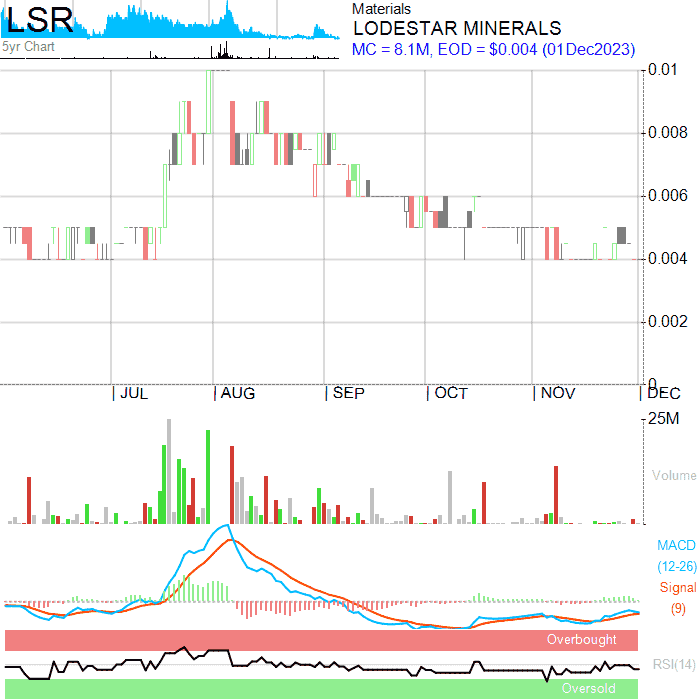 LSR
5yr Chart
Materials
LODESTAR MINERALS
MC = 8.1M, EOD = $0.004 (01Dec2023)
0.01
0.008
0.006
0.004
0.002
0
JUL AUG SEP OCT NOV DEC
25M
Volume
MACD
(12-26)
Signal
(9)
Overbought
RSI(14)
Oversold